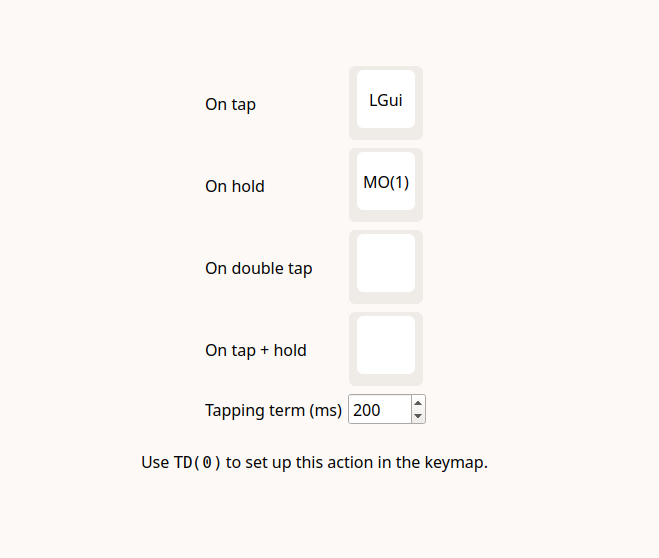 On tap LGui
On hold MO(1)
On double tap
On tap + hold
Tapping term (ms) 200
Use TD(0) to set up this action in the keymap.